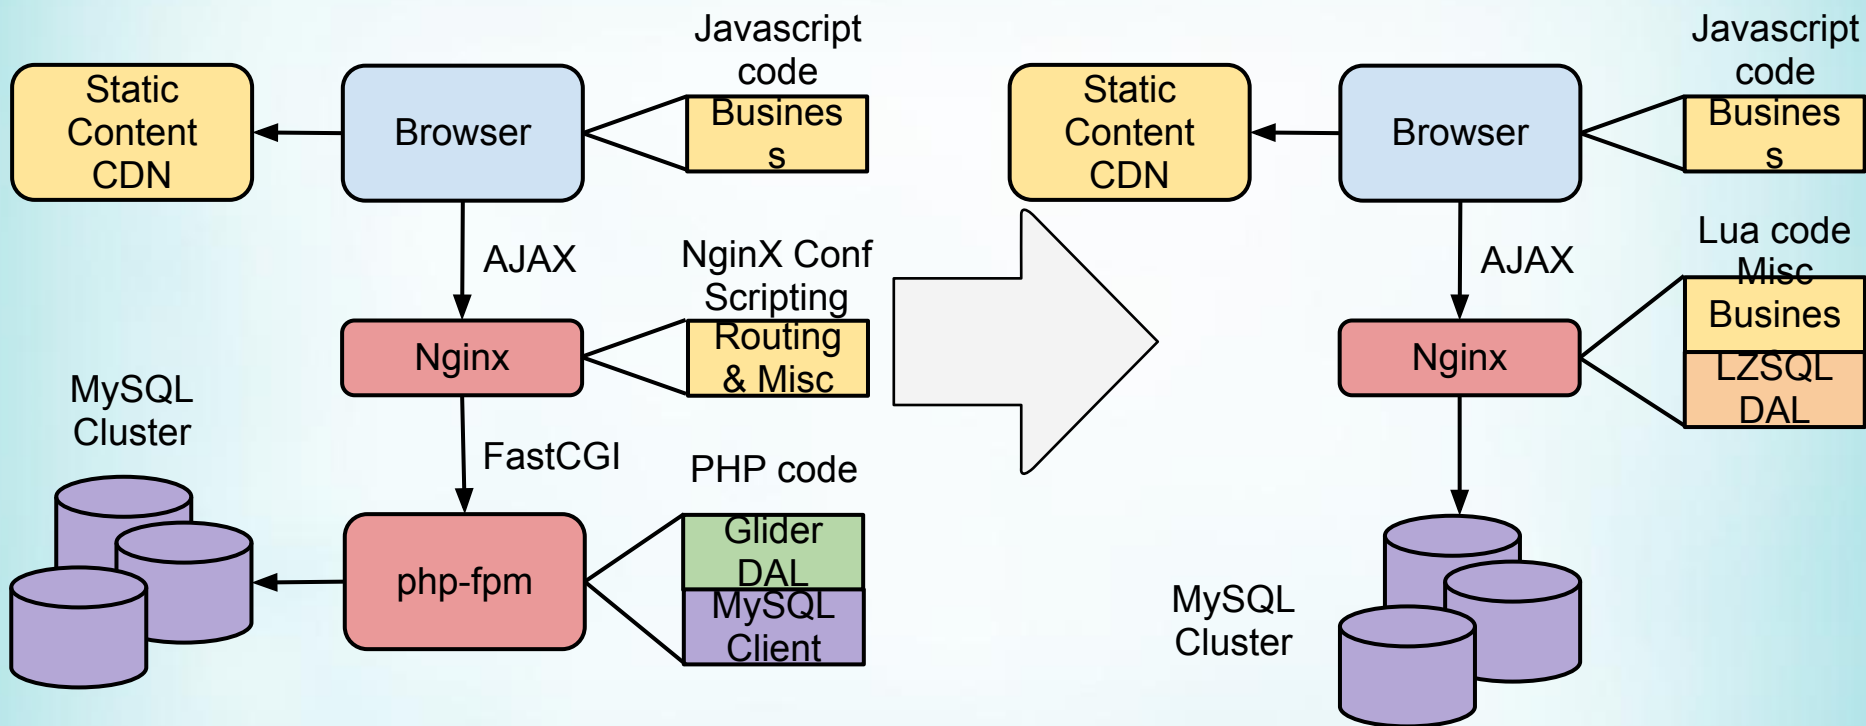 Javascript
code
Static
Content
CDN
Browser
Busines
s
AJAX
NginX Conf
Scripting
Nginx
Routing
& Misc
MySQL
Cluster
FastCGI
PHP code
php-fpm
Glider
DAL
MySQL
Client
Javascript
code
Static
Content
CDN
Browser
Busines
s
AJAX
Lua code
Misc
Busines
Nginx
LZSQL
DAL
MySQL
Cluster